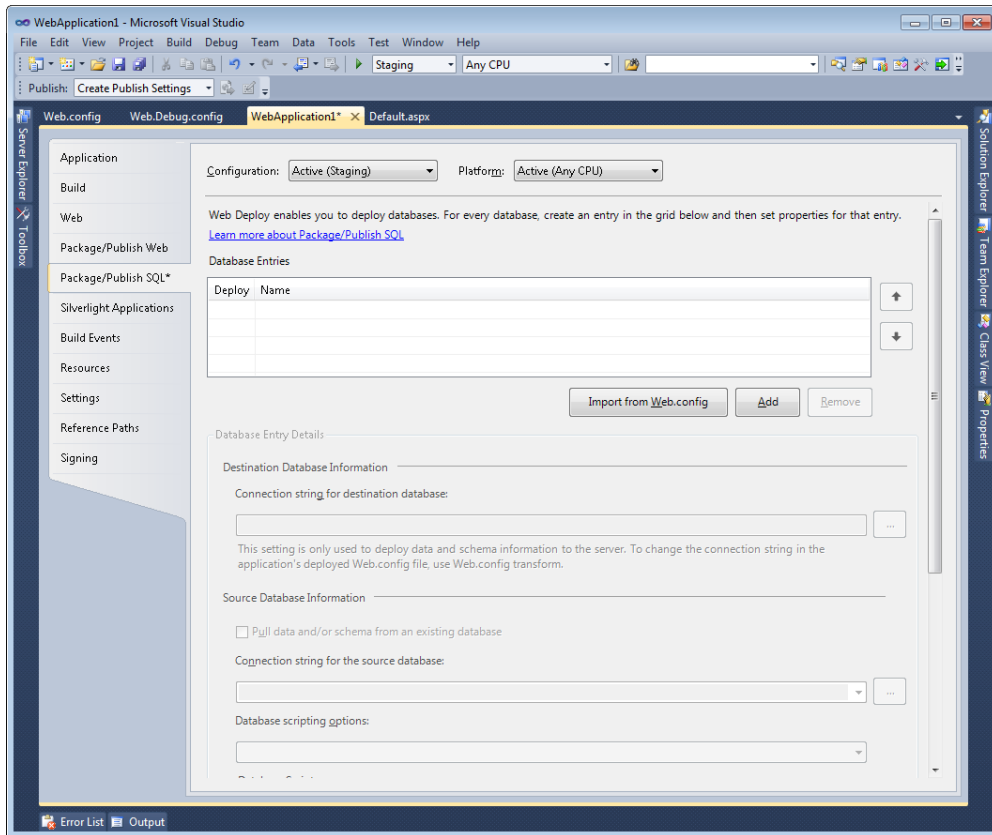 WebApplication1 - Microsoft Visual Studio
File Edit View Project Build Debug Team Data Tools Test Window Help
Staging Any CPU
Publish: Create Publish Settings
Web.config Web.Debug.config WebApplication1* Default.aspx
Server Explorer
Toolbox
Application
Build
Web
Package/Publish Web
Package/Publish SQL*
Silverlight Applications
Build Events
Resources
Settings
Reference Paths
Signing
Configuration: Active (Staging) Platform: Active (Any CPU)
Web Deploy enables you to deploy databases. For every database, create an entry in the grid below and then set properties for that entry.
Learn more about Package/Publish SQL
Database Entries
Deploy Name
Import from Web.config Add Remove
Database Entry Details
Destination Database Information
Connection string for destination database:
...
This setting is only used to deploy data and schema information to the server. To change the connection string in the
application's deployed Web.config file, use Web.config transform.
Source Database Information
Pull data and/or schema from an existing database
Connection string for the source database:
...
Database scripting options:
Solution Explorer
Team Explorer
Class View
Properties
Error List Output